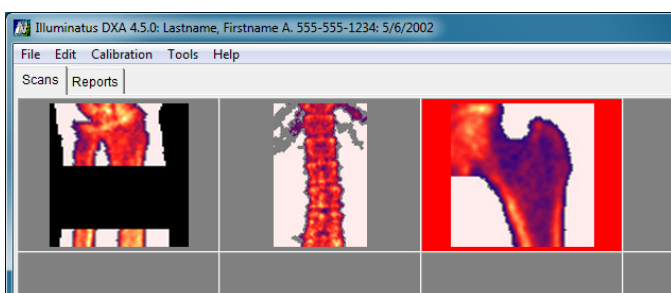 Illuminatus DXA 4.5.0: Lastname, Firstname A. 555-555-1234: 5/6/2002
File Edit Calibration Tools Help
Scans Reports